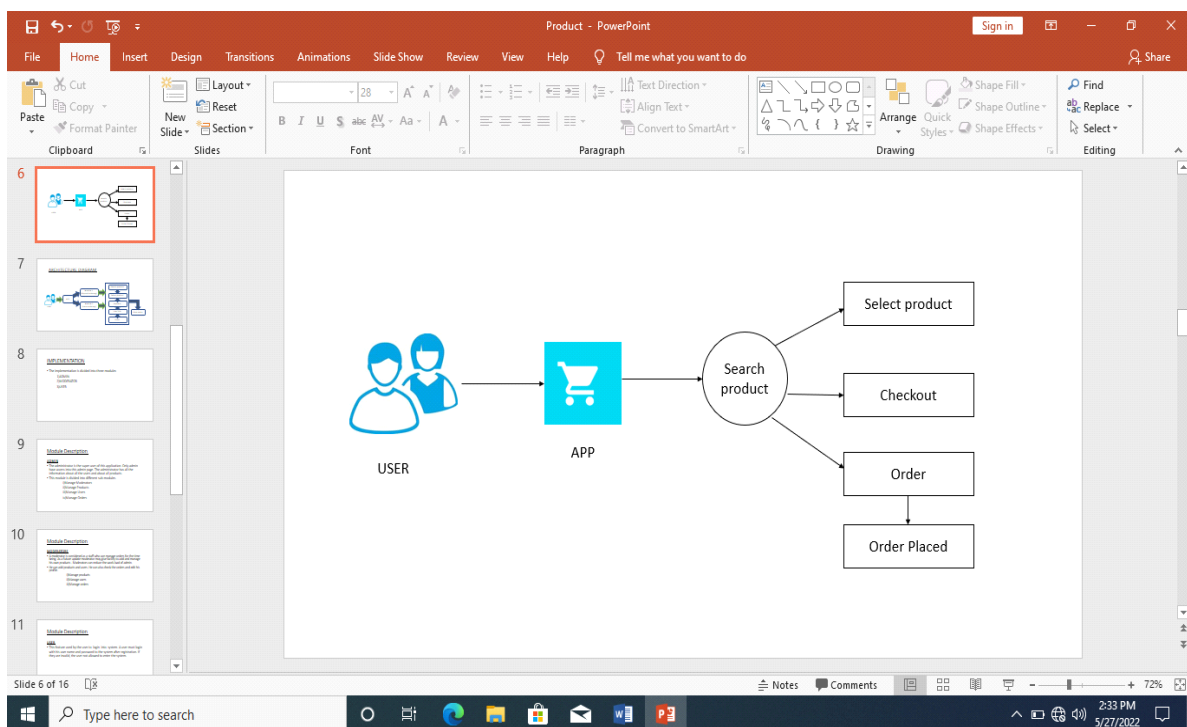 Product - PowerPoint
Sign in
File Home Insert Design Transitions Animations Slide Show Review View Help Tell me what you want to do
Share
Paste
Cut
Copy
Format Painter
Clipboard
New Slide
Layout
Reset
Section
Slides
28
B I U S abc AV Aa A
Font
Text Direction
Align Text
Convert to SmartArt
Paragraph
Arrange
Quick Styles
Shape Fill
Shape Outline
Shape Effects
Drawing
Find
Replace
Select
Editing
6
7
8
IMPLEMENTATION
9
Module Description:
10
Module Description:
11
Module Description:
USER
APP
Search
product
Select product
Checkout
Order
Order Placed
Slide 6 of 16
Notes
Comments
72%
Type here to search
2:33 PM
5/27/2022